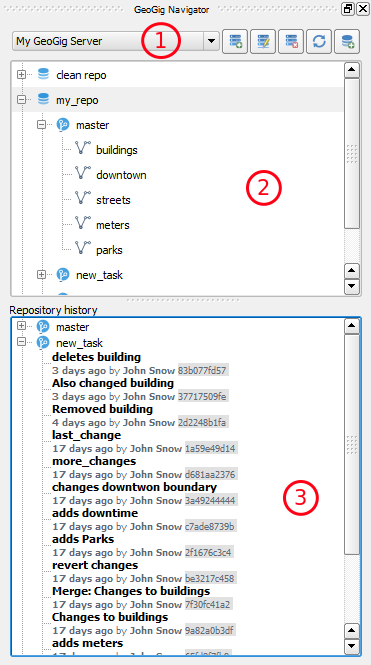 GeoGig Navigator
My GeoGig Server
1
clean repo
my_repo
master
buildings
downtown
2
streets
meters
parks
new_task
Repository history
master
new_task
deletes building
3 days ago by John Snow 83b077fd57
Also changed building
3 days ago by John Snow 37717509fe
Removed building
4 days ago by John Snow 2d2248b1fa
last_change
17 days ago by John Snow 1a59e49d14
more_changes
17 days ago by John Snow d681aa2376
changes downtwon boundary
17 days ago by John Snow 3a49244444
3
adds downtime
17 days ago by John Snow c7ade8739b
adds Parks
17 days ago by John Snow 2f1676c3c4
revert changes
17 days ago by John Snow be3217c458
Merge: Changes to buildings
17 days ago by John Snow 7f30fc41a2
Changes to buildings
17 days ago by John Snow 9a82a0b3df
adds meters
17 days ago by John Snow